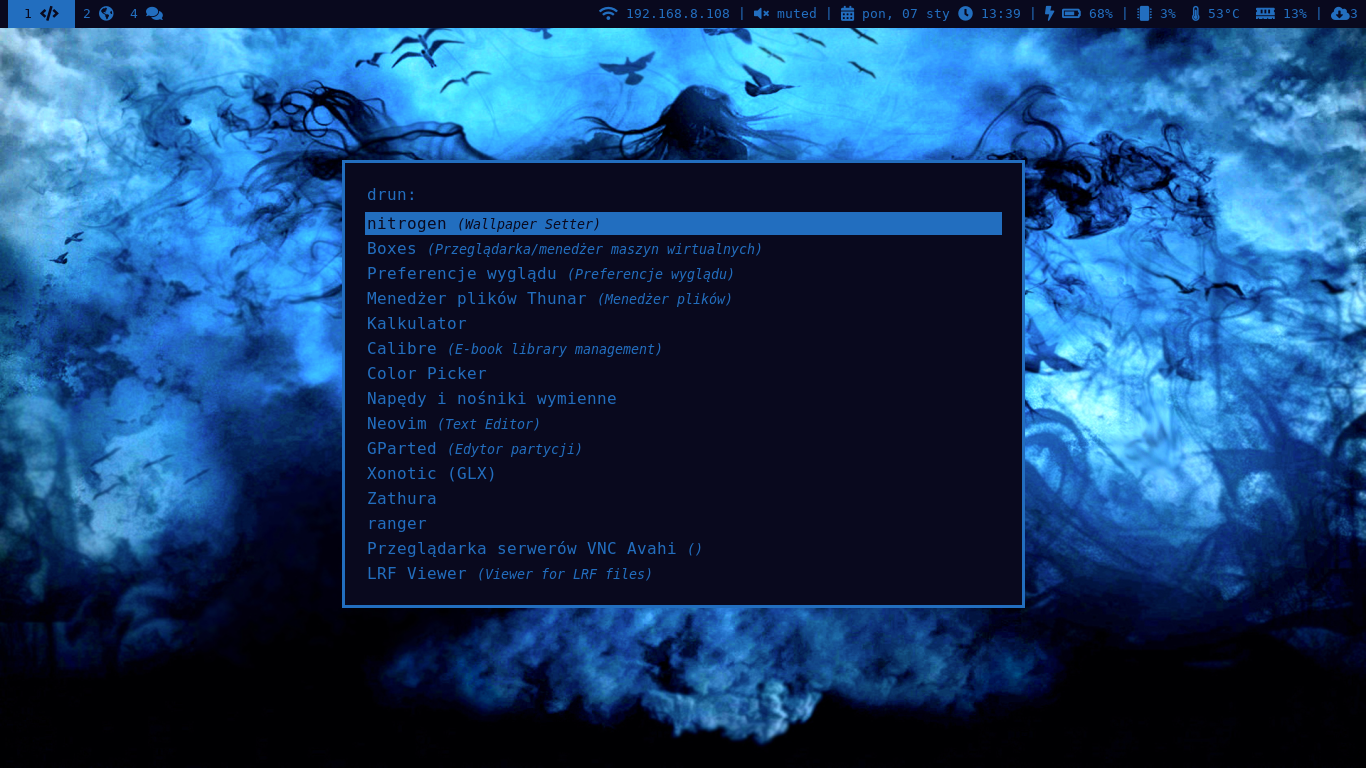 1 2 4 192.168.8.108 | muted | pon, 07 sty 13:39 | 68% | 3% 53°C 13% | 3
drun:
nitrogen (Wallpaper Setter)
Boxes (Przeglądarka/menedżer maszyn wirtualnych)
Preferencje wyglądu (Preferencje wyglądu)
Menedżer plików Thunar (Menedżer plików)
Kalkulator
Calibre (E-book library management)
Color Picker
Napędy i nośniki wymienne
Neovim (Text Editor)
GParted (Edytor partycji)
Xonotic (GLX)
Zathura
ranger
Przeglądarka serwerów VNC Avahi ()
LRF Viewer (Viewer for LRF files)